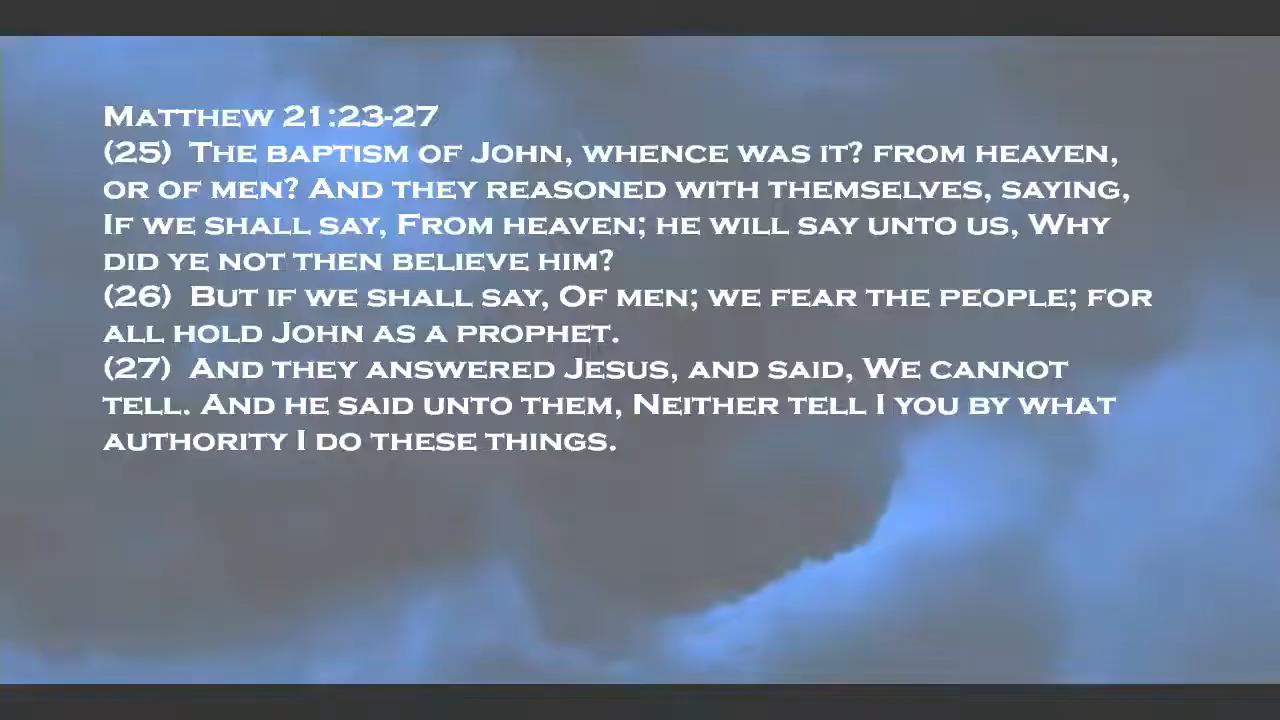 Matthew 21:23-27
(25) The baptism of John, whence was it? from heaven,
or of men? And they reasoned with themselves, saying,
If we shall say, From heaven; he will say unto us, Why
did ye not then believe him?
(26) But if we shall say, Of men; we fear the people; for
all hold John as a prophet.
(27) And they answered Jesus, and said, We cannot
tell. And he said unto them, Neither tell I you by what
authority I do these things.